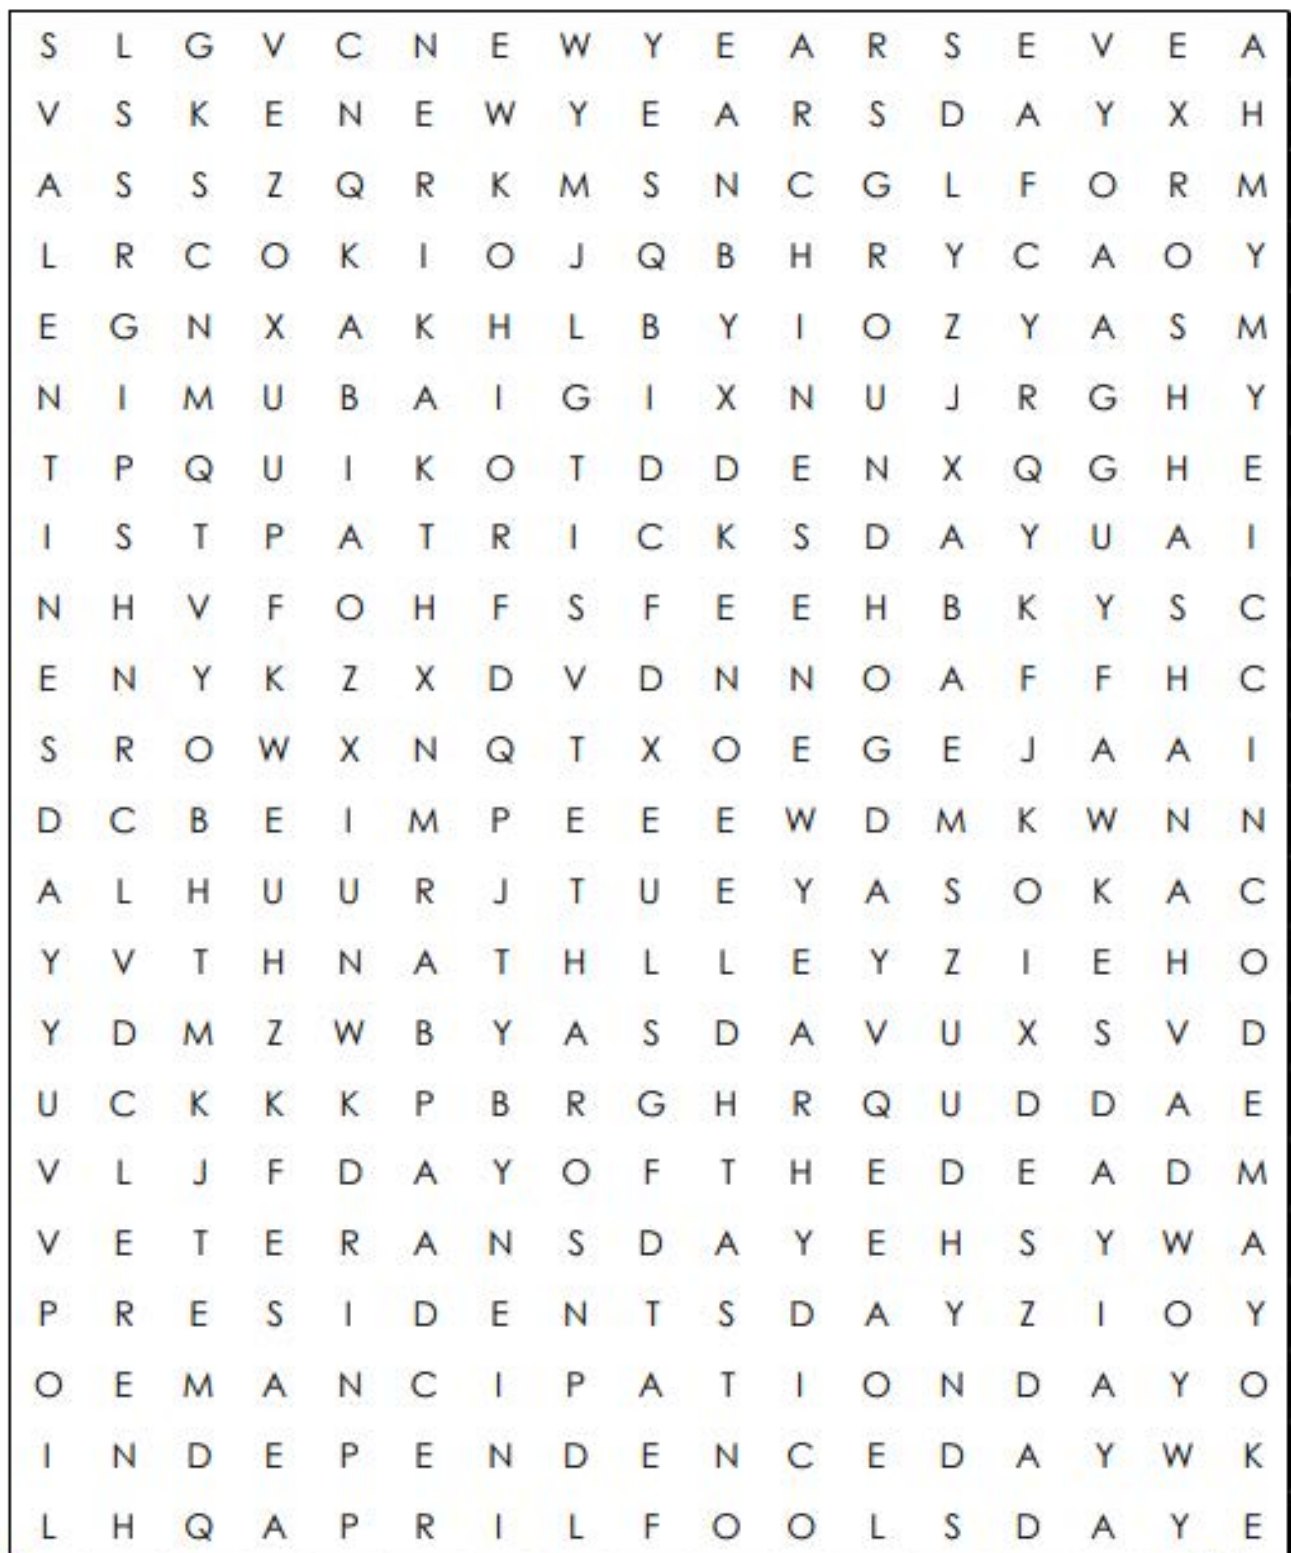 S L G V C N E W Y E A R S E V E A
V S K E N E W Y E A R S D A Y X H
A S S Z Q R K M S N C G L F O R M
L R C O K I O J Q B H R Y C A O Y
E G N X A K H L B Y I O Z Y A S M
N I M U B A I G I X N U J R G H Y
T P Q U I K O T D D E N X Q G H E
I S T P A T R I C K S D A Y U A I
N H V F O H F S F E E H B K Y S C
E N Y K Z X D V D N N O A F F H C
S R O W X N Q T X O E G E J A A I
D C B E I M P E E E W D M K W N N
A L H U U R J T U E Y A S O K A C
Y V T H N A T H L L E Y Z I E H O
Y D M Z W B Y A S D A V U X S V D
U C K K K P B R G H R Q U D D A E
V L J F D A Y O F T H E D E A D M
V E T E R A N S D A Y E H S Y W A
P R E S I D E N T S D A Y Z I O Y
O E M A N C I P A T I O N D A Y O
I N D E P E N D E N C E D A Y W K
L H Q A P R I L F O O L S D A Y E